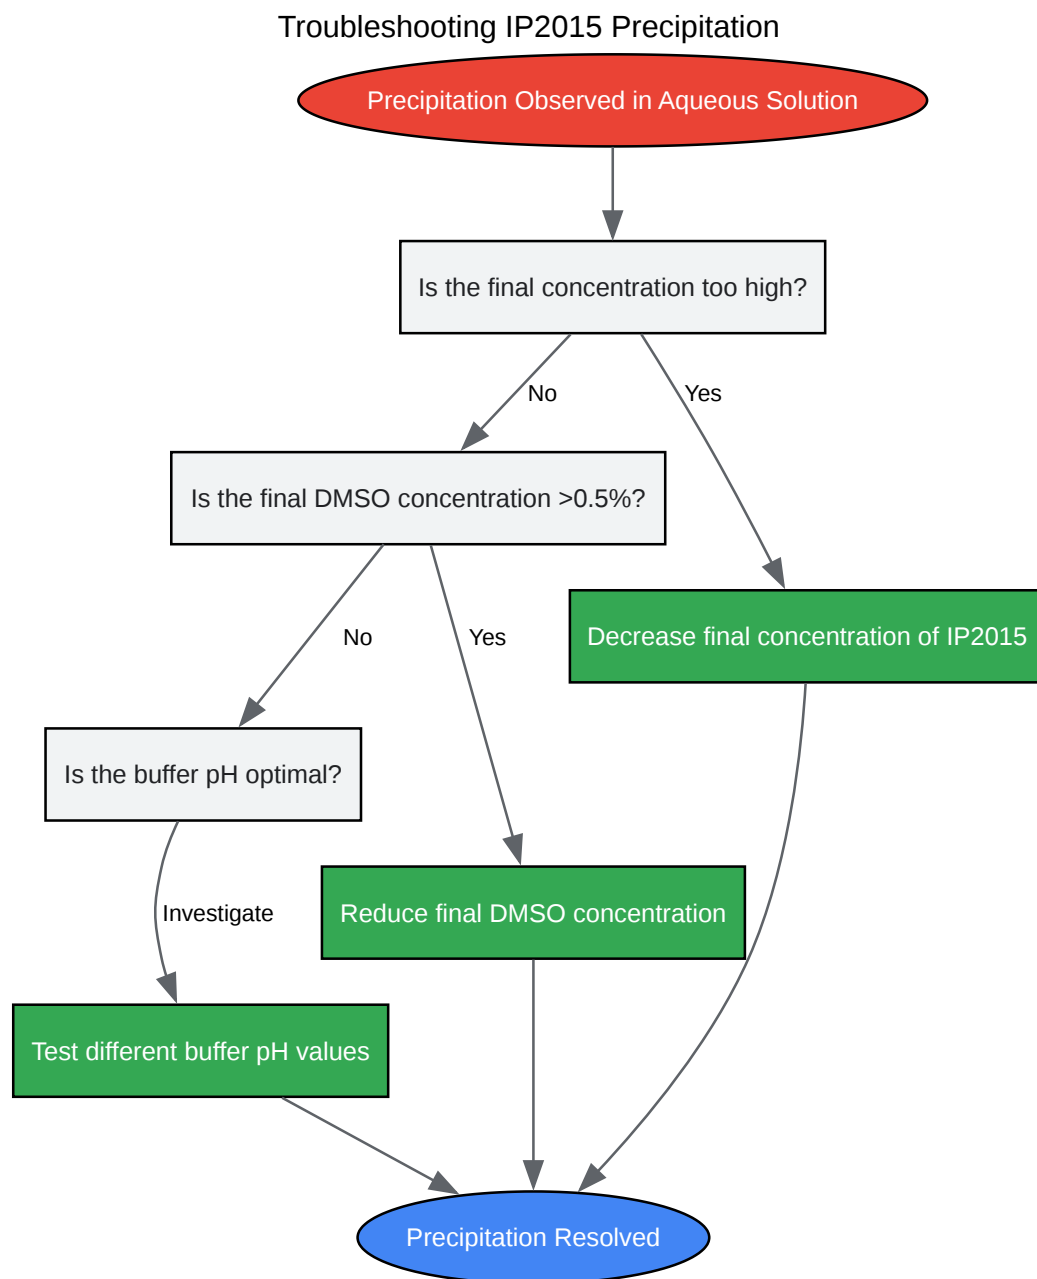 Troubleshooting IP2015 Precipitation
Precipitation Observed in Aqueous Solution
Is the final concentration too high?
No
Yes
Is the final DMSO concentration >0.5%?
No
Yes
Decrease final concentration of IP2015
Is the buffer pH optimal?
Investigate
Reduce final DMSO concentration
Test different buffer pH values
Precipitation Resolved